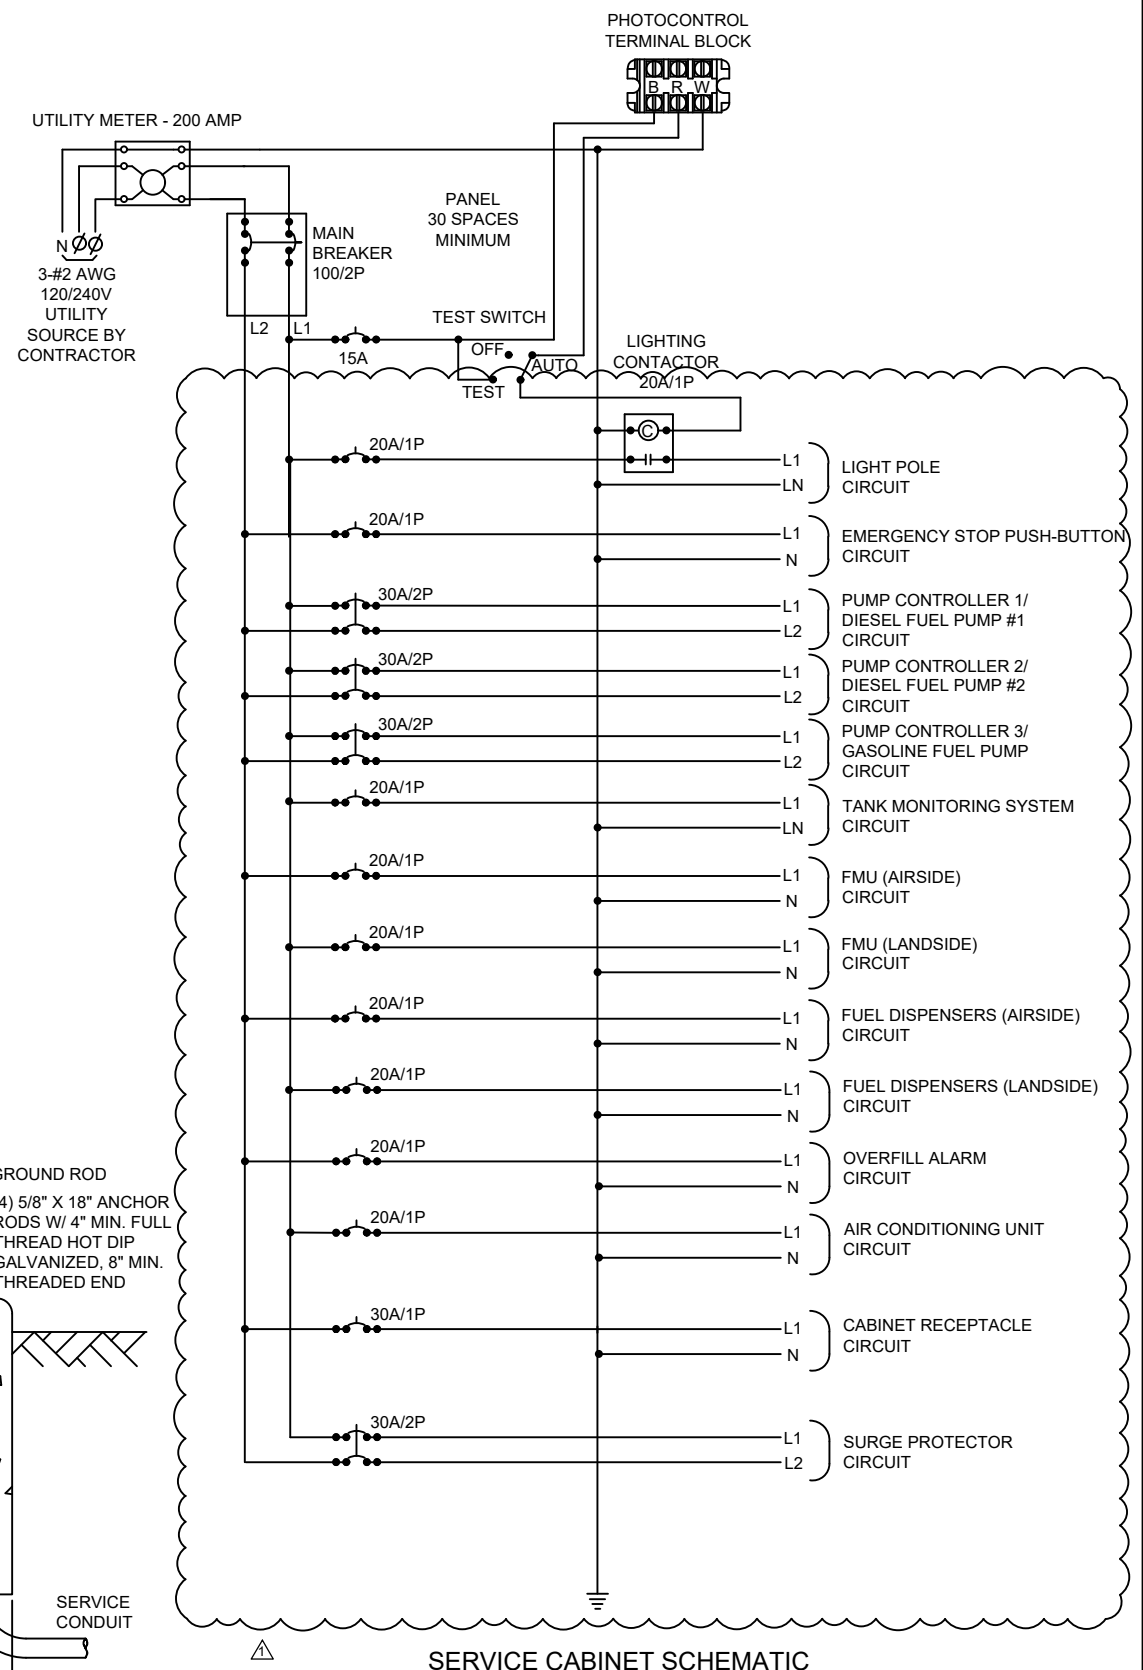 PHOTOCONTROL
TERMINAL BLOCK
B R W
UTILITY METER - 200 AMP
N
3-#2 AWG
120/240V
UTILITY
SOURCE BY
CONTRACTOR
MAIN
BREAKER
100/2P
PANEL
30 SPACES
MINIMUM
L2 L1
15A
TEST SWITCH
OFF
AUTO
TEST
LIGHTING
CONTACTOR
20A/1P
C
20A/1P
L1
LN
LIGHT POLE
CIRCUIT
20A/1P
L1
N
EMERGENCY STOP PUSH-BUTTON
CIRCUIT
30A/2P
L1
L2
PUMP CONTROLLER 1/
DIESEL FUEL PUMP #1
CIRCUIT
30A/2P
L1
L2
PUMP CONTROLLER 2/
DIESEL FUEL PUMP #2
CIRCUIT
30A/2P
L1
L2
PUMP CONTROLLER 3/
GASOLINE FUEL PUMP
CIRCUIT
20A/1P
L1
LN
TANK MONITORING SYSTEM
CIRCUIT
20A/1P
L1
N
FMU (AIRSIDE)
CIRCUIT
20A/1P
L1
N
FMU (LANDSIDE)
CIRCUIT
20A/1P
L1
N
FUEL DISPENSERS (AIRSIDE)
CIRCUIT
20A/1P
L1
N
FUEL DISPENSERS (LANDSIDE)
CIRCUIT
20A/1P
L1
N
OVERFILL ALARM
CIRCUIT
20A/1P
L1
N
AIR CONDITIONING UNIT
CIRCUIT
30A/1P
L1
N
CABINET RECEPTACLE
CIRCUIT
30A/2P
L1
L2
SURGE PROTECTOR
CIRCUIT
GROUND ROD
4) 5/8" X 18" ANCHOR
RODS W/ 4" MIN. FULL
THREAD HOT DIP
GALVANIZED, 8" MIN.
THREADED END
SERVICE
CONDUIT
1
SERVICE CABINET SCHEMATIC